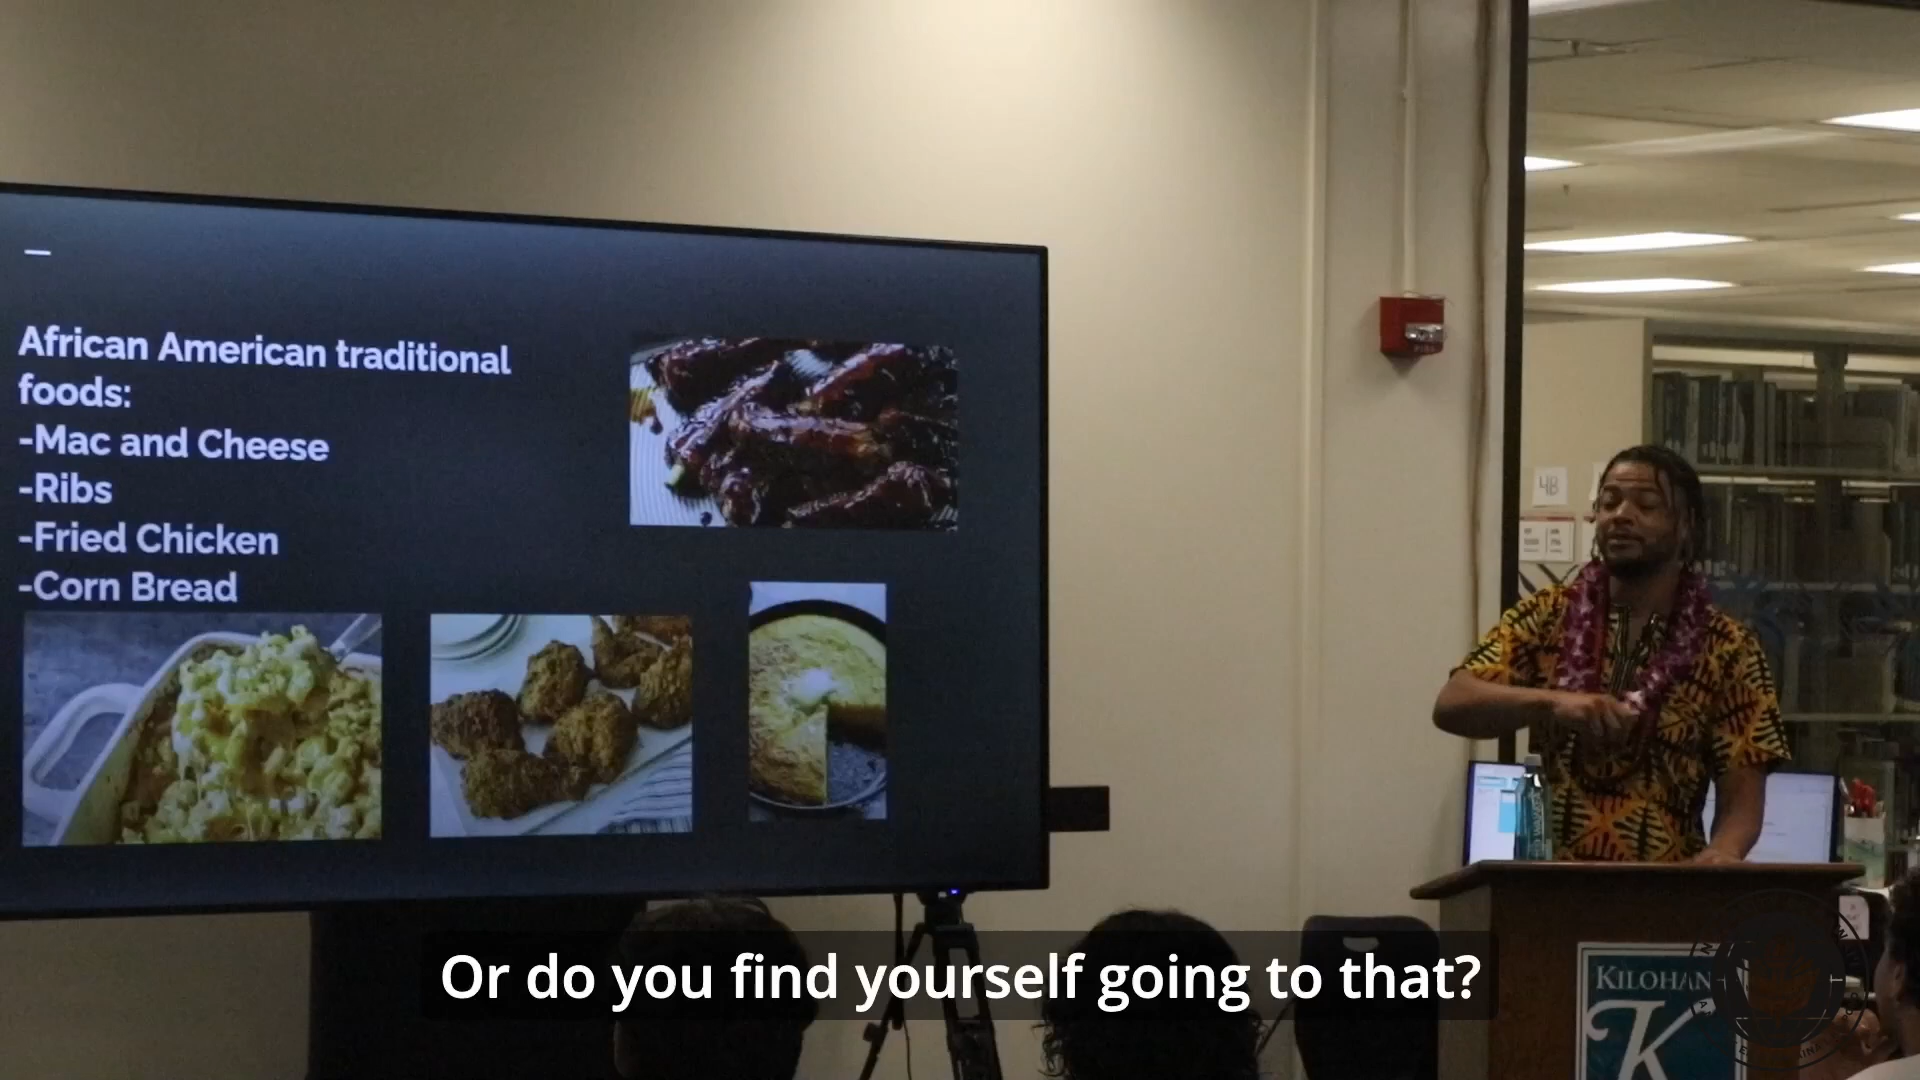 African American traditional
foods:
-Mac and Cheese
-Ribs
-Fried Chicken
-Corn Bread
48
Or do you find yourself going to that?
KILOHAN
K